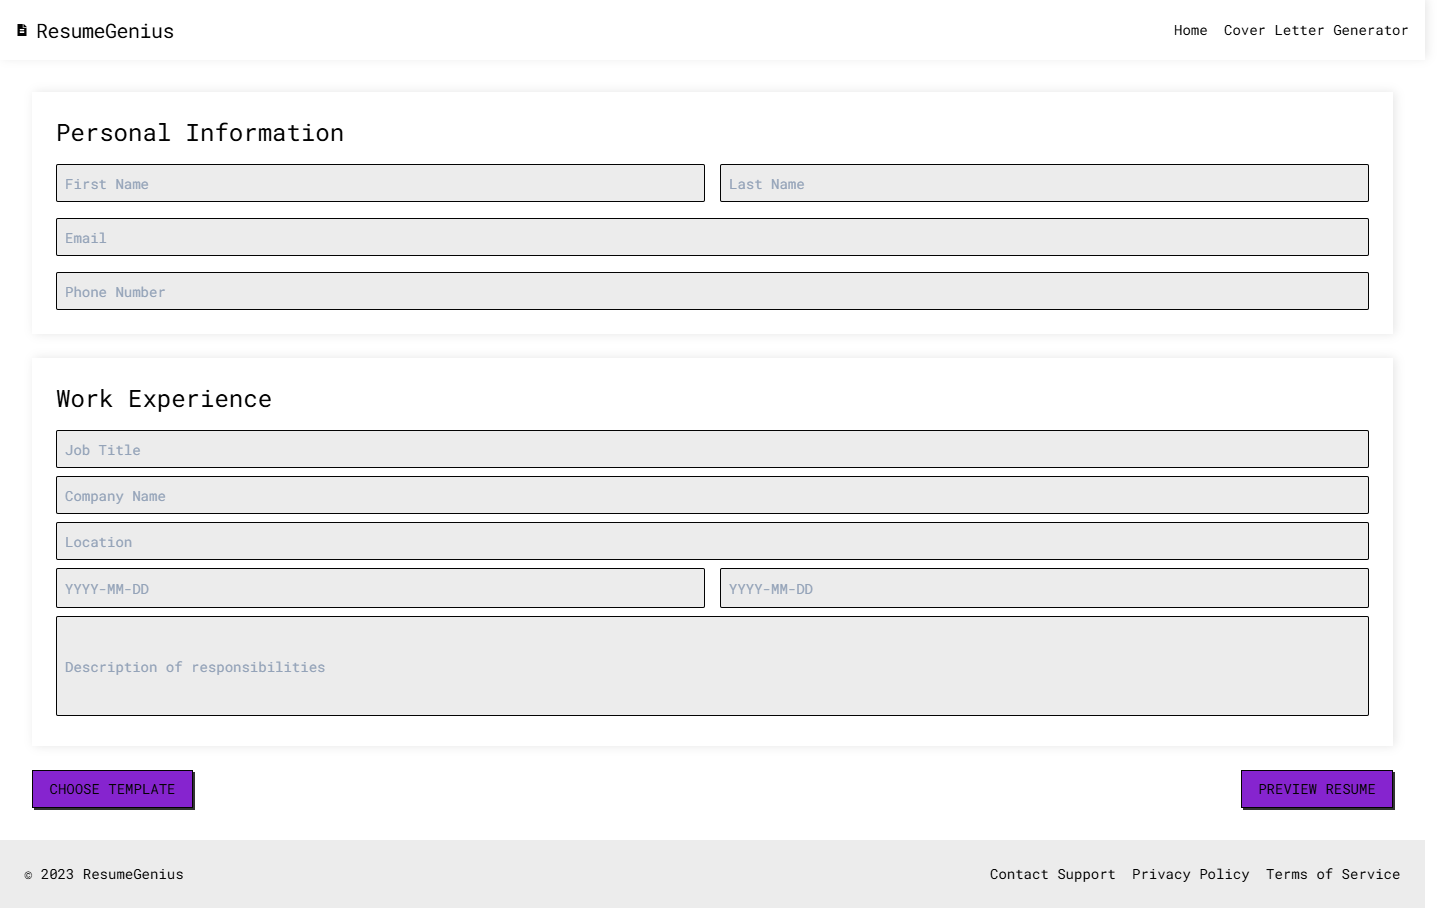 ResumeGenius
Home Cover Letter Generator
Personal Information
First Name
Last Name
Email
Phone Number
Work Experience
Job Title
Company Name
Location
YYYY-MM-DD
YYYY-MM-DD
Description of responsibilities
CHOOSE TEMPLATE
PREVIEW RESUME
© 2023 ResumeGenius
Contact Support Privacy Policy Terms of Service